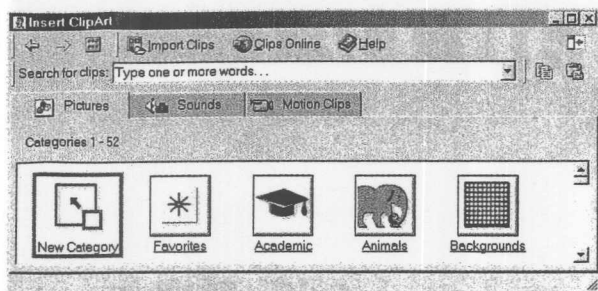 Insert ClipArt
Import Clips Clips Online Help
Search for clips: Type one or more words...
Pictures Sounds Motion Clips
Categories 1 - 52
New Category Favorites Academic Animals Backgrounds